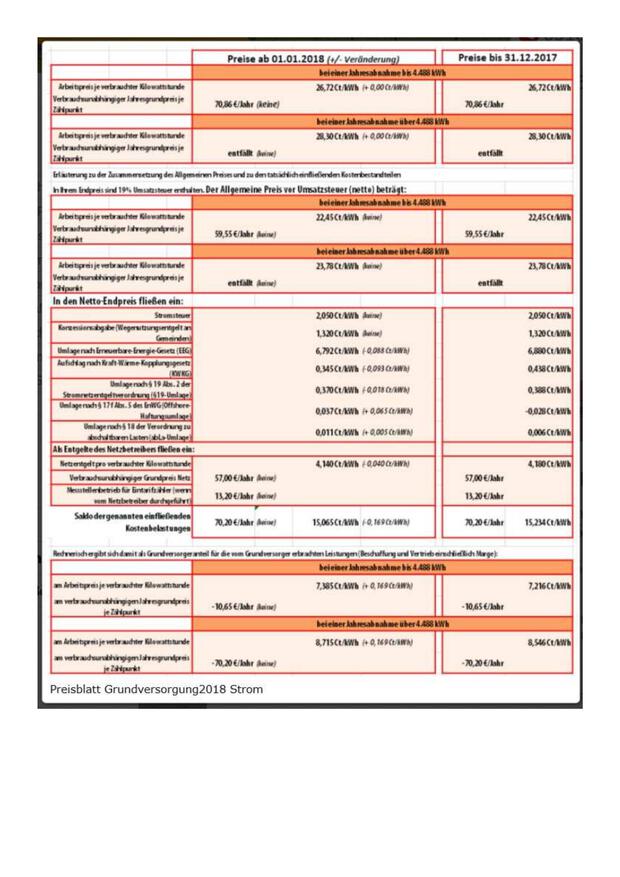 Preise ab 01.01.2018 (+/- Veränderung) Preise bis 31.12.2017
bei einer Jahresabnahme bis 4.488 kWh
Arbeitspreis je verbrauchter Kilowattstunde 26,72 Ct/kWh (+ 0,00 Ct/kWh) 26,72 Ct/kWh
Verbrauchsunabhängiger Jahresgrundpreis je
Zählpunkt 70,86 €/Jahr (keine) 70,86 €/Jahr
bei einer Jahresabnahme über 4.488 kWh
Arbeitspreis je verbrauchter Kilowattstunde 28,30 Ct/kWh (+ 0,00 Ct/kWh) 28,30 Ct/kWh
Verbrauchsunabhängiger Jahresgrundpreis je
Zählpunkt entfällt (keine) entfällt
Erläuterung zu der Zusammensetzung des Allgemeinen Preises und zu den tatsächlich einfließenden Kostenbestandteilen
In Ihrem Endpreis sind 19% Umsatzsteuer enthalten. Der Allgemeine Preis vor Umsatzsteuer (netto) beträgt:
bei einer Jahresabnahme bis 4.488 kWh
Arbeitspreis je verbrauchter Kilowattstunde 22,45 Ct/kWh (keine) 22,45 Ct/kWh
Verbrauchsunabhängiger Jahresgrundpreis je
Zählpunkt 59,55 €/Jahr (keine) 59,55 €/Jahr
bei einer Jahresabnahme über 4.488 kWh
Arbeitspreis je verbrauchter Kilowattstunde 23,78 Ct/kWh (keine) 23,78 Ct/kWh
Verbrauchsunabhängiger Jahresgrundpreis je
Zählpunkt entfällt (keine) entfällt
In den Netto-Endpreis fließen ein:
Stromsteuer 2,050 Ct/kWh (keine) 2,050 Ct/kWh
Konzessionsabgabe (Wegenutzungsentgelt an
Gemeinden) 1,320 Ct/kWh (keine) 1,320 Ct/kWh
Umlage nach Erneuerbare-Energie-Gesetz (EEG) 6,792 Ct/kWh (-0,088 Ct/kWh) 6,880 Ct/kWh
Aufschlag nach Kraft-Wärme-Kopplungsgesetz
(KWKG) 0,345 Ct/kWh (-0,093 Ct/kWh) 0,438 Ct/kWh
Umlage nach § 19 Abs. 2 der
Stromnetzentgeltverordnung (§19-Umlage) 0,370 Ct/kWh (-0,018 Ct/kWh) 0,388 Ct/kWh
Umlage nach § 17f Abs. 5 des EnWG (Offshore-
Haftungsumlage) 0,037 Ct/kWh (+ 0,065 Ct/kWh) -0,028 Ct/kWh
Umlage nach § 18 der Verordnung zu
abschaltbaren Lasten (abLa-Umlage) 0,011 Ct/kWh (+ 0,005 Ct/kWh) 0,006 Ct/kWh
Als Entgelte des Netzbetreibers fließen ein:
Netzentgelt pro verbrauchter Kilowattstunde 4,140 Ct/kWh (-0,040 Ct/kWh) 4,180 Ct/kWh
Verbrauchsunabhängiger Grundpreis Netz 57,00 €/Jahr (keine) 57,00 €/Jahr
Messstellenbetrieb für Eintarifzähler (wenn
vom Netzbetreiber durchgeführt) 13,20 €/Jahr (keine) 13,20 €/Jahr
Saldo der genannten einfließenden
Kostenbelastungen 70,20 €/Jahr (keine) 15,065 Ct/kWh (-0,169 Ct/kWh) 70,20 €/Jahr 15,234 Ct/kWh
Rechnerisch ergibt sich damit als Grundversorgeranteil für die vom Grundversorger erbrachten Leistungen (Beschaffung und Vertrieb einschließlich Marge):
bei einer Jahresabnahme bis 4.488 kWh
am Arbeitspreis je verbrauchter Kilowattstunde 7,385 Ct/kWh (+ 0,169 Ct/kWh) 7,216 Ct/kWh
am verbrauchsunabhängigen Jahresgrundpreis
je Zählpunkt -10,65 €/Jahr (keine) -10,65 €/Jahr
bei einer Jahresabnahme über 4.488 kWh
am Arbeitspreis je verbrauchter Kilowattstunde 8,715 Ct/kWh (+ 0,169 Ct/kWh) 8,546 Ct/kWh
am verbrauchsunabhängigen Jahresgrundpreis
je Zählpunkt -70,20 €/Jahr (keine) -70,20 €/Jahr
Preisblatt Grundversorgung2018 Strom